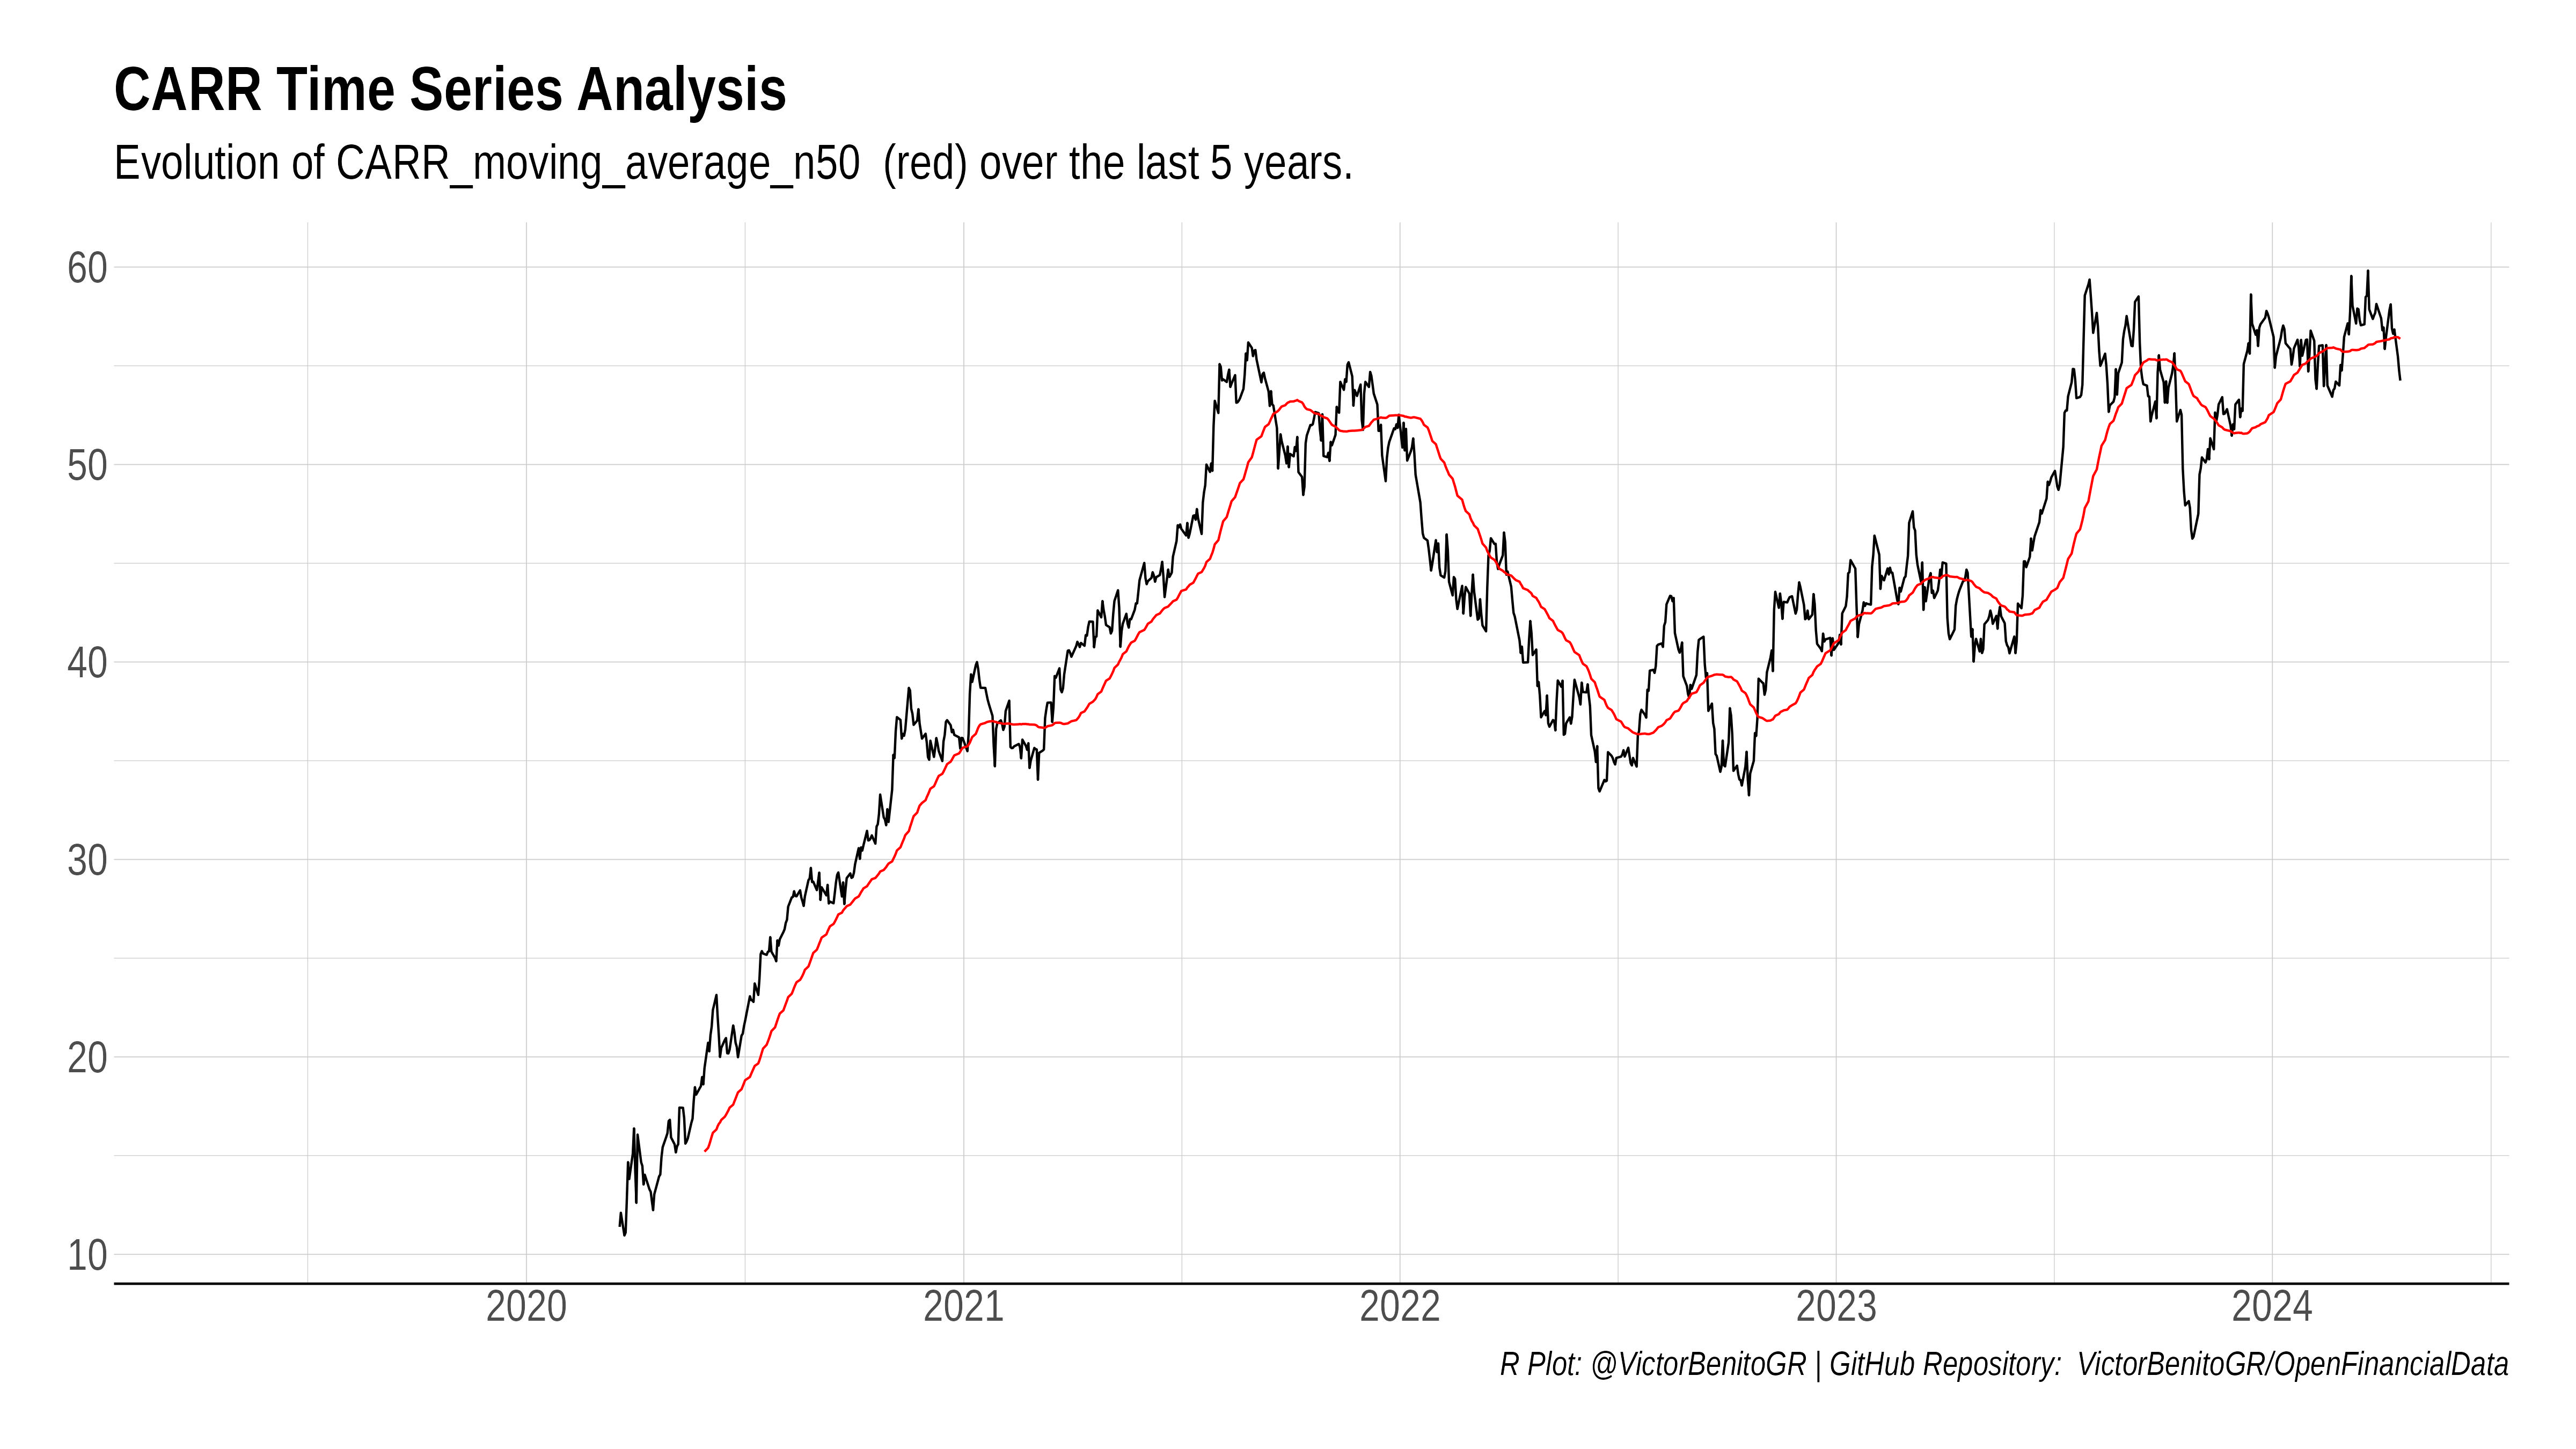 CARR Time Series Analysis
Evolution of CARR_moving_average_n50  (red) over the last 5 years.
60
50
40
30
20
10
2020 2021 2022 2023 2024
R Plot: @VictorBenitoGR | GitHub Repository:  VictorBenitoGR/OpenFinancialData